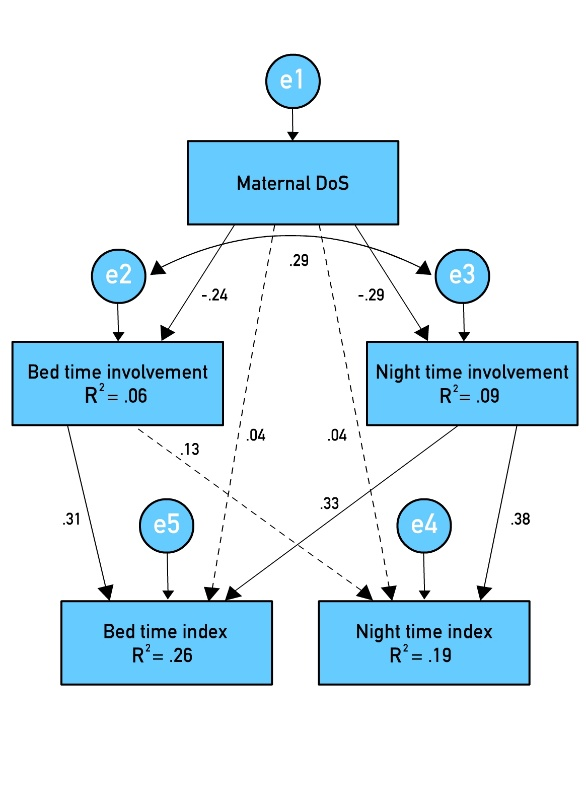 e1
Maternal DoS
.29
e2
e3
-.24
-.29
Bed time involvement
R² = .06
Night time involvement
R² = .09
.13
.04
.04
.31
.33
.38
e5
e4
Bed time index
R² = .26
Night time index
R² = .19